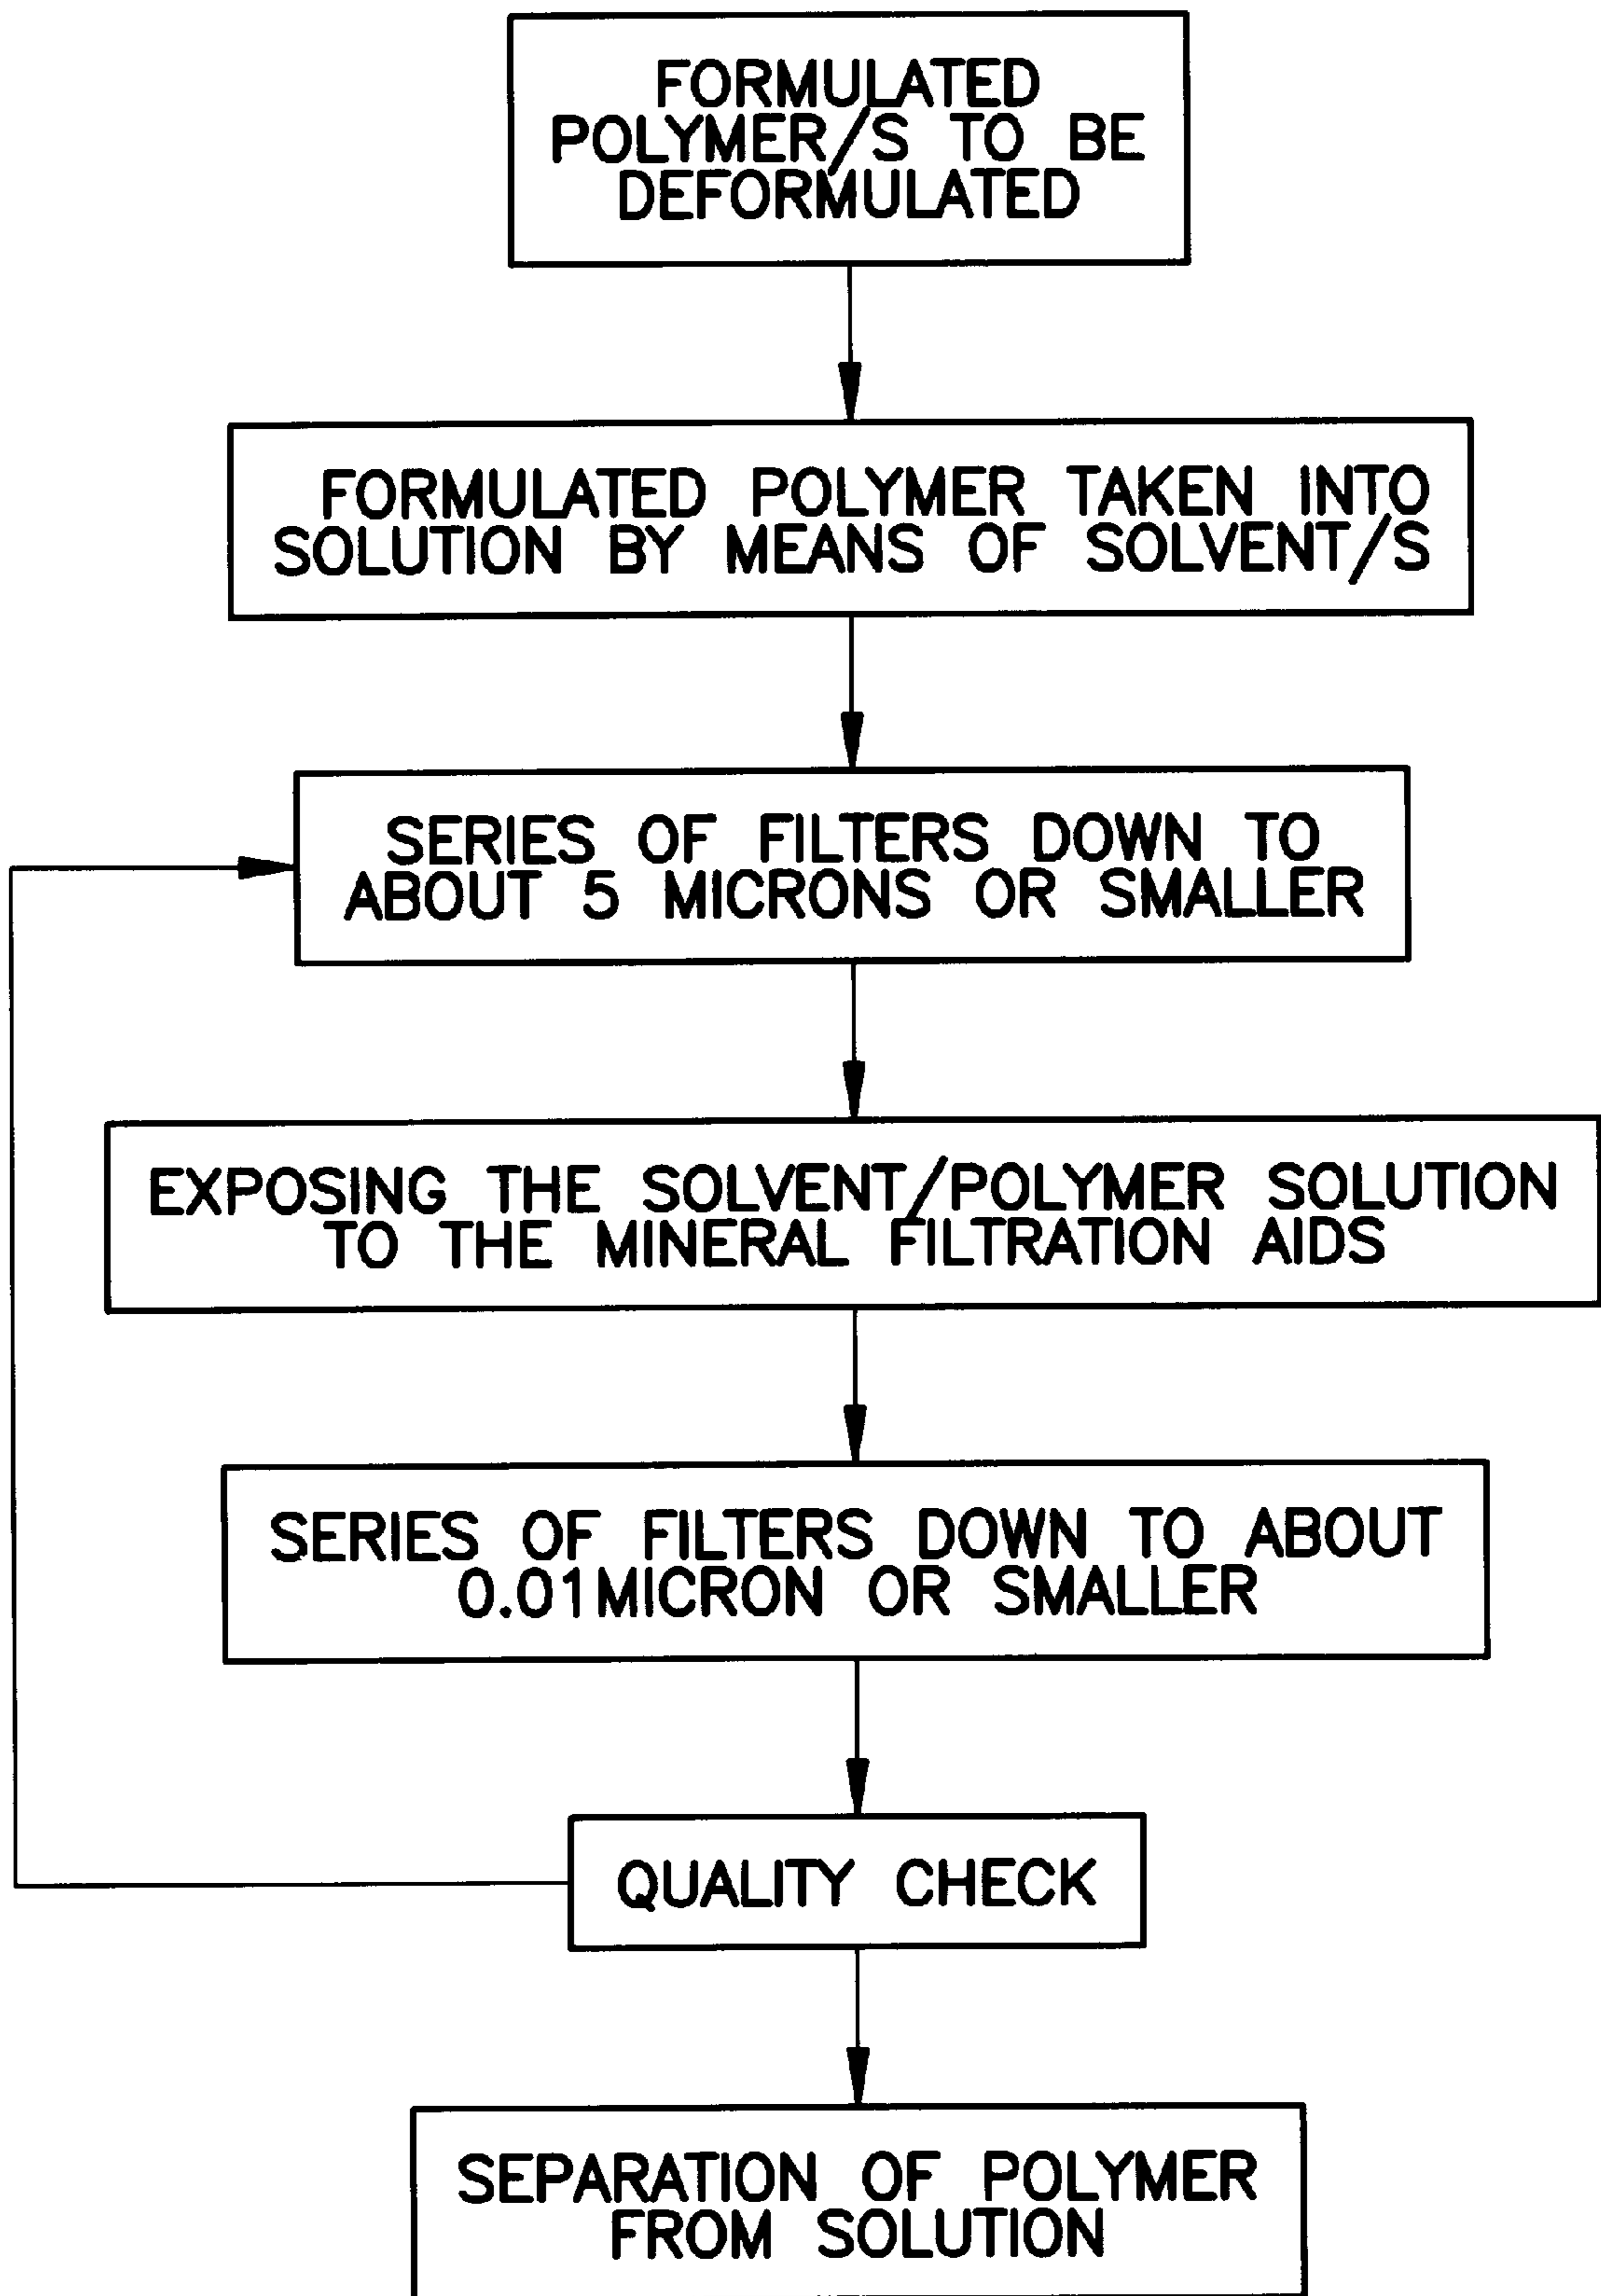 FORMULATED
POLYMER/S TO BE
DEFORMULATED
FORMULATED POLYMER TAKEN INTO
SOLUTION BY MEANS OF SOLVENT/S
SERIES OF FILTERS DOWN TO
ABOUT 5 MICRONS OR SMALLER
EXPOSING THE SOLVENT/POLYMER SOLUTION
TO THE MINERAL FILTRATION AIDS
SERIES OF FILTERS DOWN TO ABOUT
0.01MICRON OR SMALLER
QUALITY CHECK
SEPARATION OF POLYMER
FROM SOLUTION